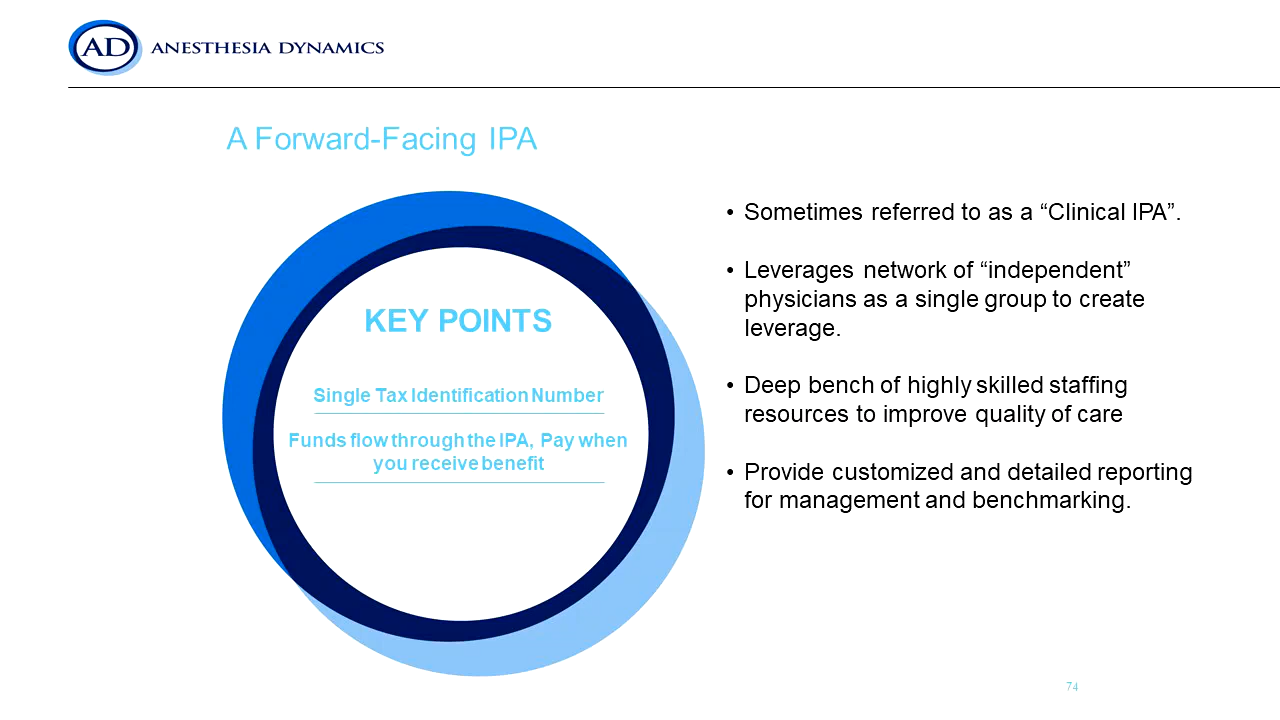 AD ANESTHESIA DYNAMICS
A Forward-Facing IPA
KEY POINTS
Single Tax Identification Number
Funds flow through the IPA, Pay when
you receive benefit
• Sometimes referred to as a “Clinical IPA”.
• Leverages network of “independent”
physicians as a single group to create
leverage.
• Deep bench of highly skilled staffing
resources to improve quality of care
• Provide customized and detailed reporting
for management and benchmarking.
74